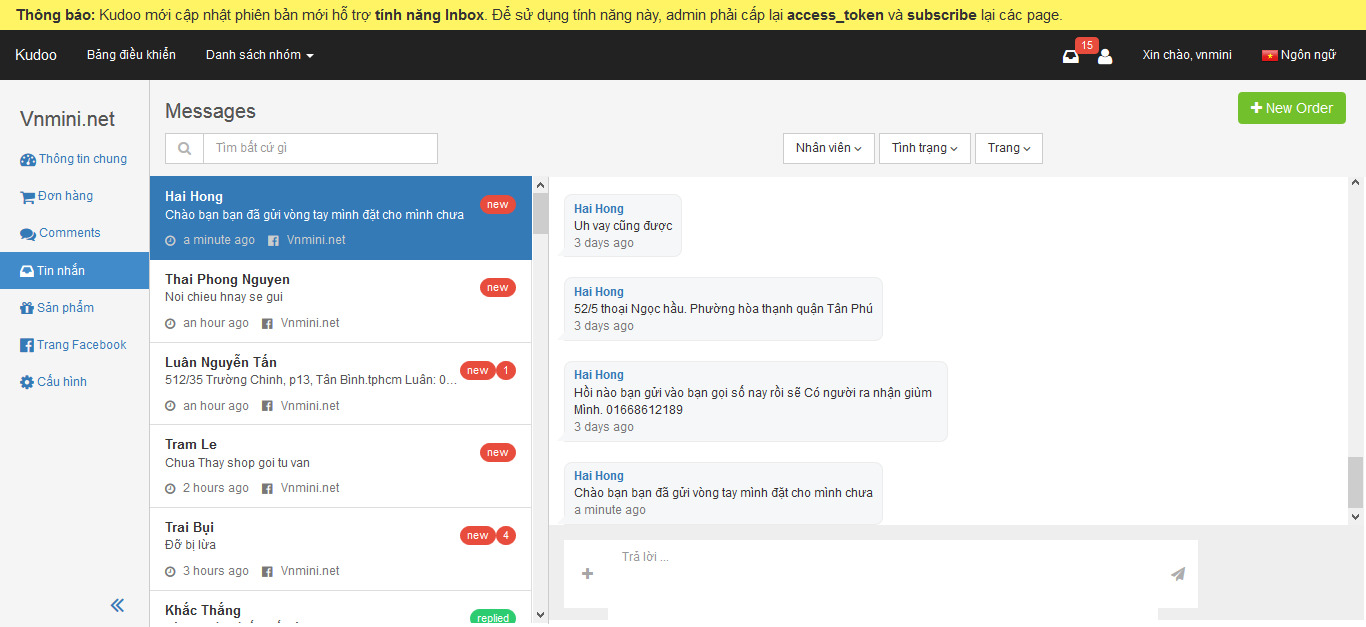 Thông báo: Kudoo mới cập nhật phiên bản mới hỗ trợ tính năng Inbox. Để sử dụng tính năng này, admin phải cấp lại access_token và subscribe lại các page.
Kudoo Bảng điều khiển Danh sách nhóm 15 Xin chào, vnmini Ngôn ngữ
Vnmini.net
Thông tin chung
Đơn hàng
Comments
Tin nhắn
Sản phẩm
Trang Facebook
Cấu hình
Messages
New Order
Tìm bất cứ gì
Nhân viên Tình trạng Trang
Hai Hong
new
Chào bạn bạn đã gửi vòng tay mình đặt cho mình chưa
a minute ago Vnmini.net
Thai Phong Nguyen
new
Noi chieu hnay se gui
an hour ago Vnmini.net
Luân Nguyễn Tấn
new 1
512/35 Trường Chinh, p13, Tân Bình.tphcm Luân: 0...
an hour ago Vnmini.net
Tram Le
new
Chua Thay shop goi tu van
2 hours ago Vnmini.net
Trai Bụi
new 4
Đỡ bị lừa
3 hours ago Vnmini.net
Khắc Thắng
replied
Hai Hong
Uh vay cũng được
3 days ago
Hai Hong
52/5 thoại Ngọc hầu. Phường hòa thạnh quận Tân Phú
3 days ago
Hai Hong
Hồi nào bạn gửi vào bạn gọi số nay rồi sẽ Có người ra nhận giùm
Mình. 01668612189
3 days ago
Hai Hong
Chào bạn bạn đã gửi vòng tay mình đặt cho mình chưa
a minute ago
Trả lời ...